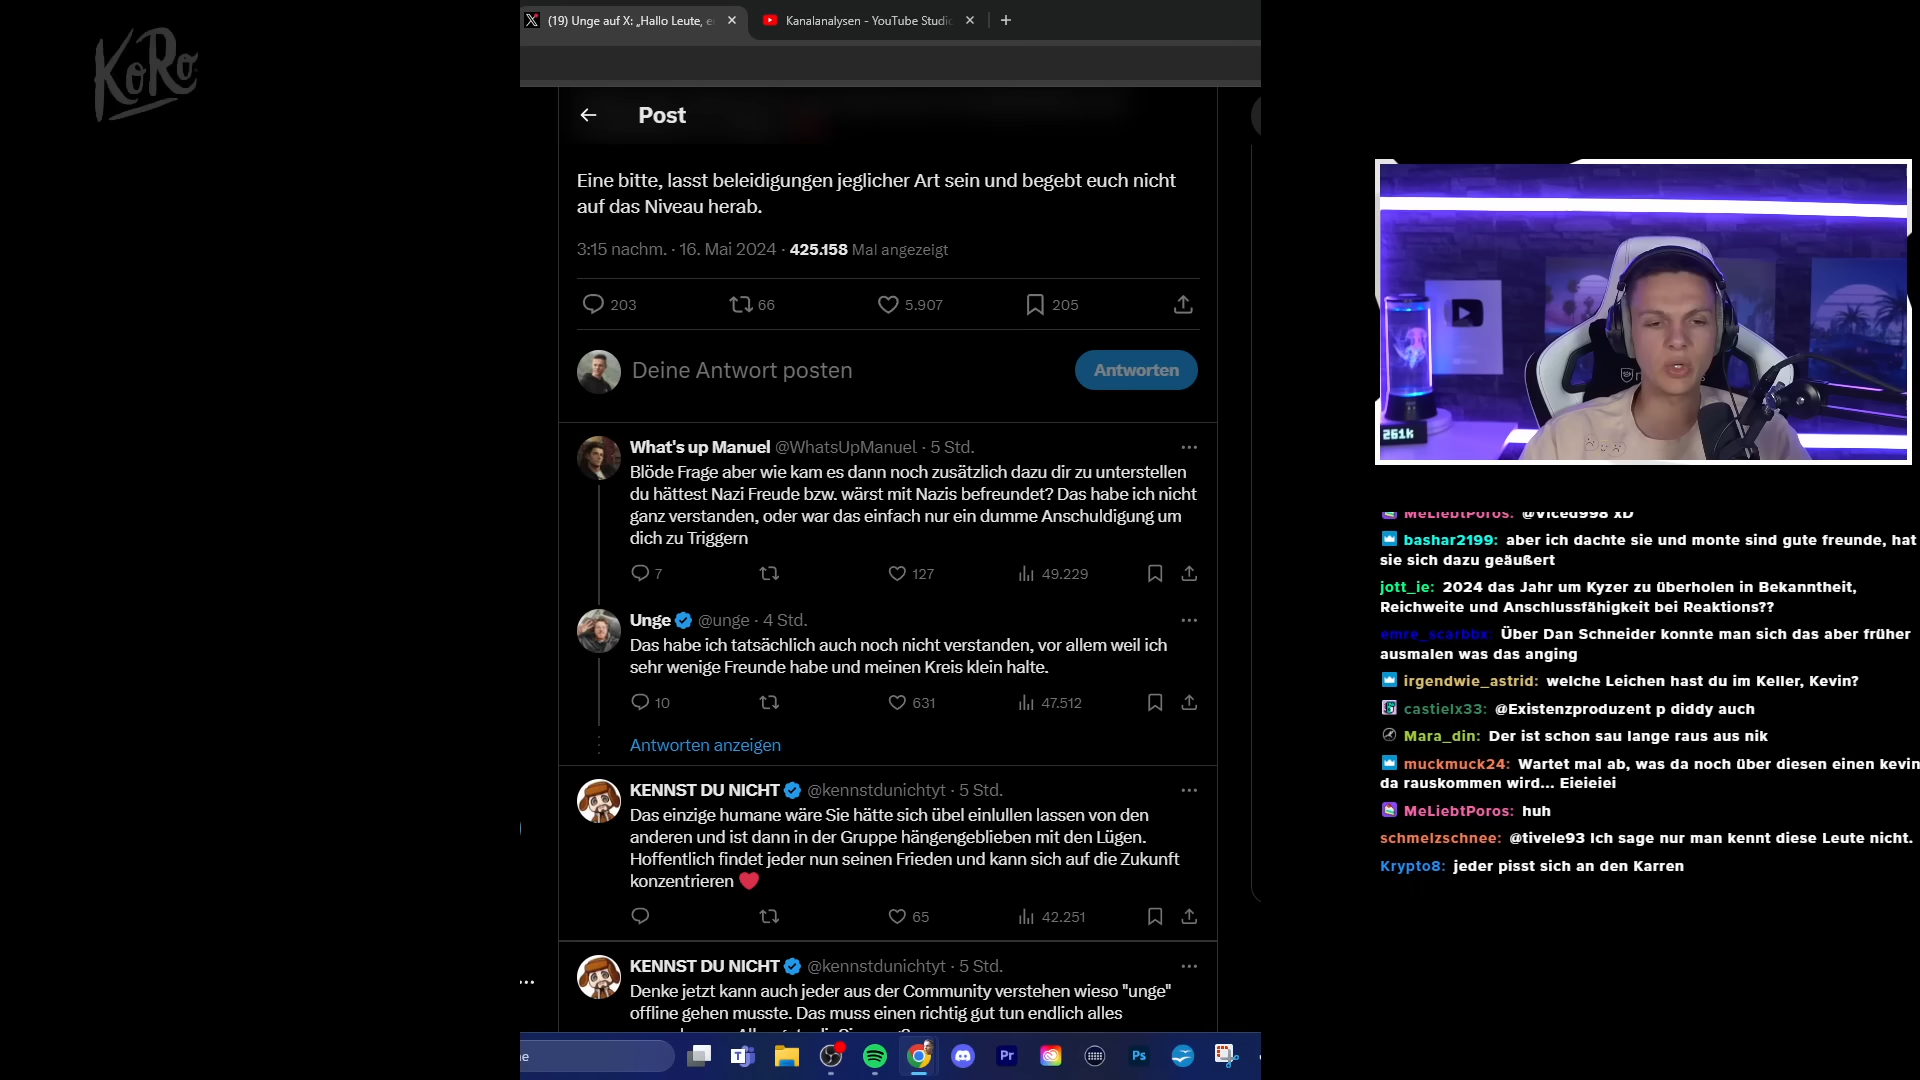 KoRo
(19) Unge auf X: „Hallo Leute, e
Kanalanalysen - YouTube Studio
Post
Eine bitte, lasst beleidigungen jeglicher Art sein und begebt euch nicht
auf das Niveau herab.
3:15 nachm. · 16. Mai 2024 · 425.158 Mal angezeigt
203 66 5.907 205
Deine Antwort posten
Antworten
What's up Manuel @WhatsUpManuel · 5 Std.
Blöde Frage aber wie kam es dann noch zusätzlich dazu dir zu unterstellen
du hättest Nazi Freude bzw. wärst mit Nazis befreundet? Das habe ich nicht
ganz verstanden, oder war das einfach nur ein dumme Anschuldigung um
dich zu Triggern
7 127 49.229
Unge @unge · 4 Std.
Das habe ich tatsächlich auch noch nicht verstanden, vor allem weil ich
sehr wenige Freunde habe und meinen Kreis klein halte.
10 631 47.512
Antworten anzeigen
KENNST DU NICHT @kennstdunichtyt · 5 Std.
Das einzige humane wäre Sie hätte sich übel einlullen lassen von den
anderen und ist dann in der Gruppe hängengeblieben mit den Lügen.
Hoffentlich findet jeder nun seinen Frieden und kann sich auf die Zukunft
konzentrieren ❤️
65 42.251
KENNST DU NICHT @kennstdunichtyt · 5 Std.
Denke jetzt kann auch jeder aus der Community verstehen wieso "unge"
offline gehen musste. Das muss einen richtig gut tun endlich alles
Pr
Ps
261k
MeLiebtPoros: @Viced998 xD
bashar2199: aber ich dachte sie und monte sind gute freunde, hat
sie sich dazu geäußert
jott_ie: 2024 das Jahr um Kyzer zu überholen in Bekanntheit,
Reichweite und Anschlussfähigkeit bei Reaktions??
emre_scarbbx: Über Dan Schneider konnte man sich das aber früher
ausmalen was das anging
irgendwie_astrid: welche Leichen hast du im Keller, Kevin?
castielx33: @Existenzproduzent p diddy auch
Mara_din: Der ist schon sau lange raus aus nik
muckmuck24: Wartet mal ab, was da noch über diesen einen kevin
da rauskommen wird... Eieieiei
MeLiebtPoros: huh
schmelzschnee: @tivele93 Ich sage nur man kennt diese Leute nicht.
Krypto8: jeder pisst sich an den Karren